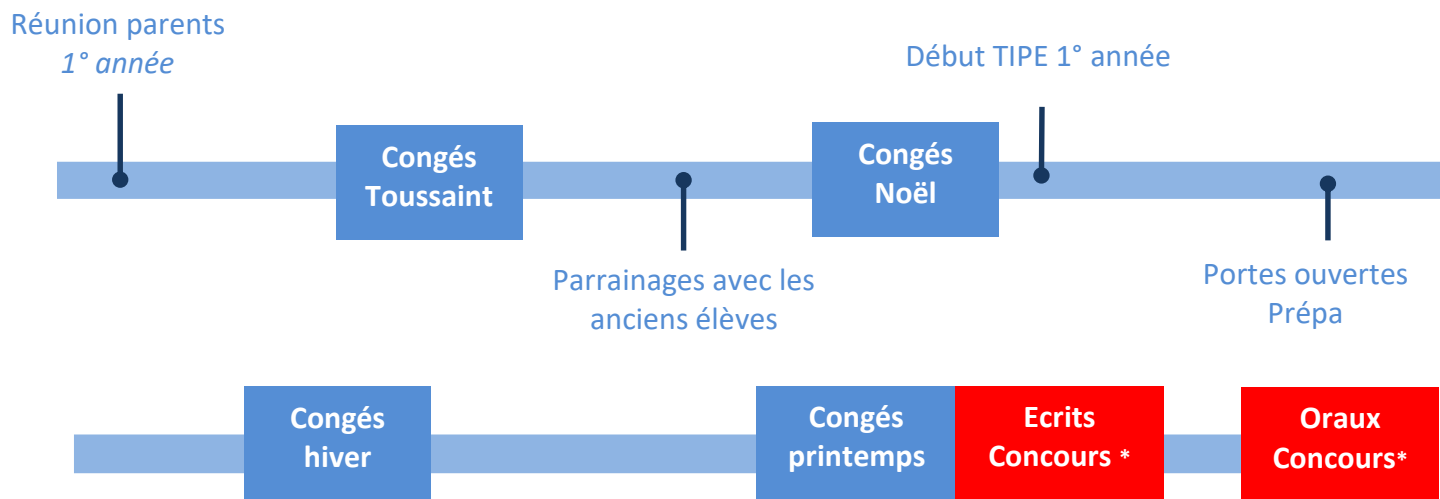 Réunion parents
1° année
Début TIPE 1° année
Congés
Toussaint
Congés
Noël
Parrainages avec les
anciens élèves
Portes ouvertes
Prépa
Congés
hiver
Congés
printemps
Ecrits
Concours *
Oraux
Concours*